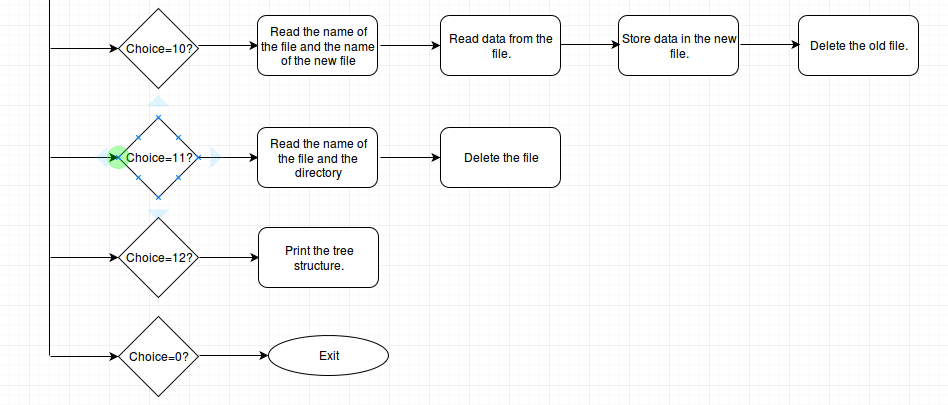 Choice=10?
Read the name of
the file and the name
of the new file
Read data from the
file.
Store data in the new
file.
Delete the old file.
Choice=11?
Read the name of
the file and the
directory
Delete the file
Choice=12?
Print the tree
structure.
Choice=0?
Exit